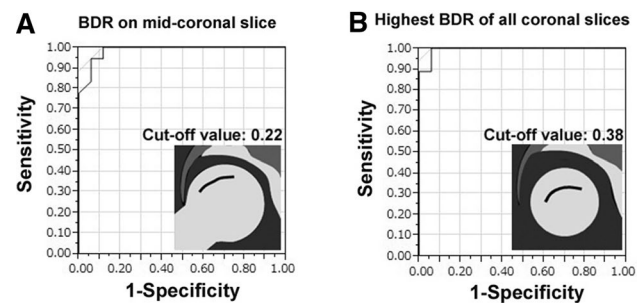 A
BDR on mid-coronal slice
1.00
0.90
0.80
0.70
0.60
0.50
0.40
0.30
0.20
0.10
0.00
Sensitivity
Cut-off value: 0.22
0.00 0.20 0.40 0.60 0.80 1.00
1-Specificity
B
Highest BDR of all coronal slices
1.00
0.90
0.80
0.70
0.60
0.50
0.40
0.30
0.20
0.10
0.00
Sensitivity
Cut-off value: 0.38
0.00 0.20 0.40 0.60 0.80 1.00
1-Specificity